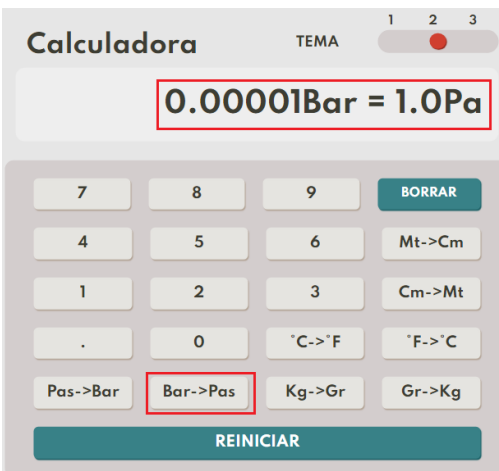 Calculadora TEMA 1 2 3
0.00001Bar = 1.0Pa
7 8 9 BORRAR
4 5 6 Mt->Cm
1 2 3 Cm->Mt
. 0 °C->°F °F->°C
Pas->Bar Bar->Pas Kg->Gr Gr->Kg
REINICIAR